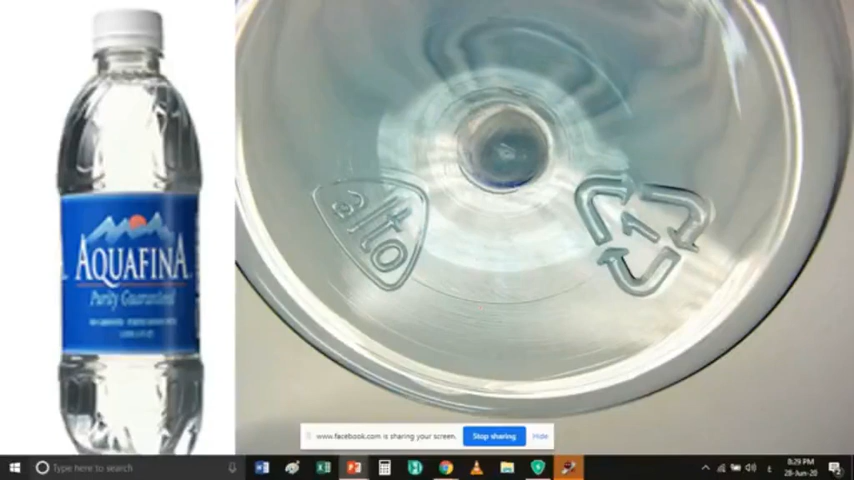 AQUAFINA
Purity Guaranteed
alto
1
www.facebook.com is sharing your screen.
Stop sharing
Hide
Type here to search
8:29 PM
28-Jun-20